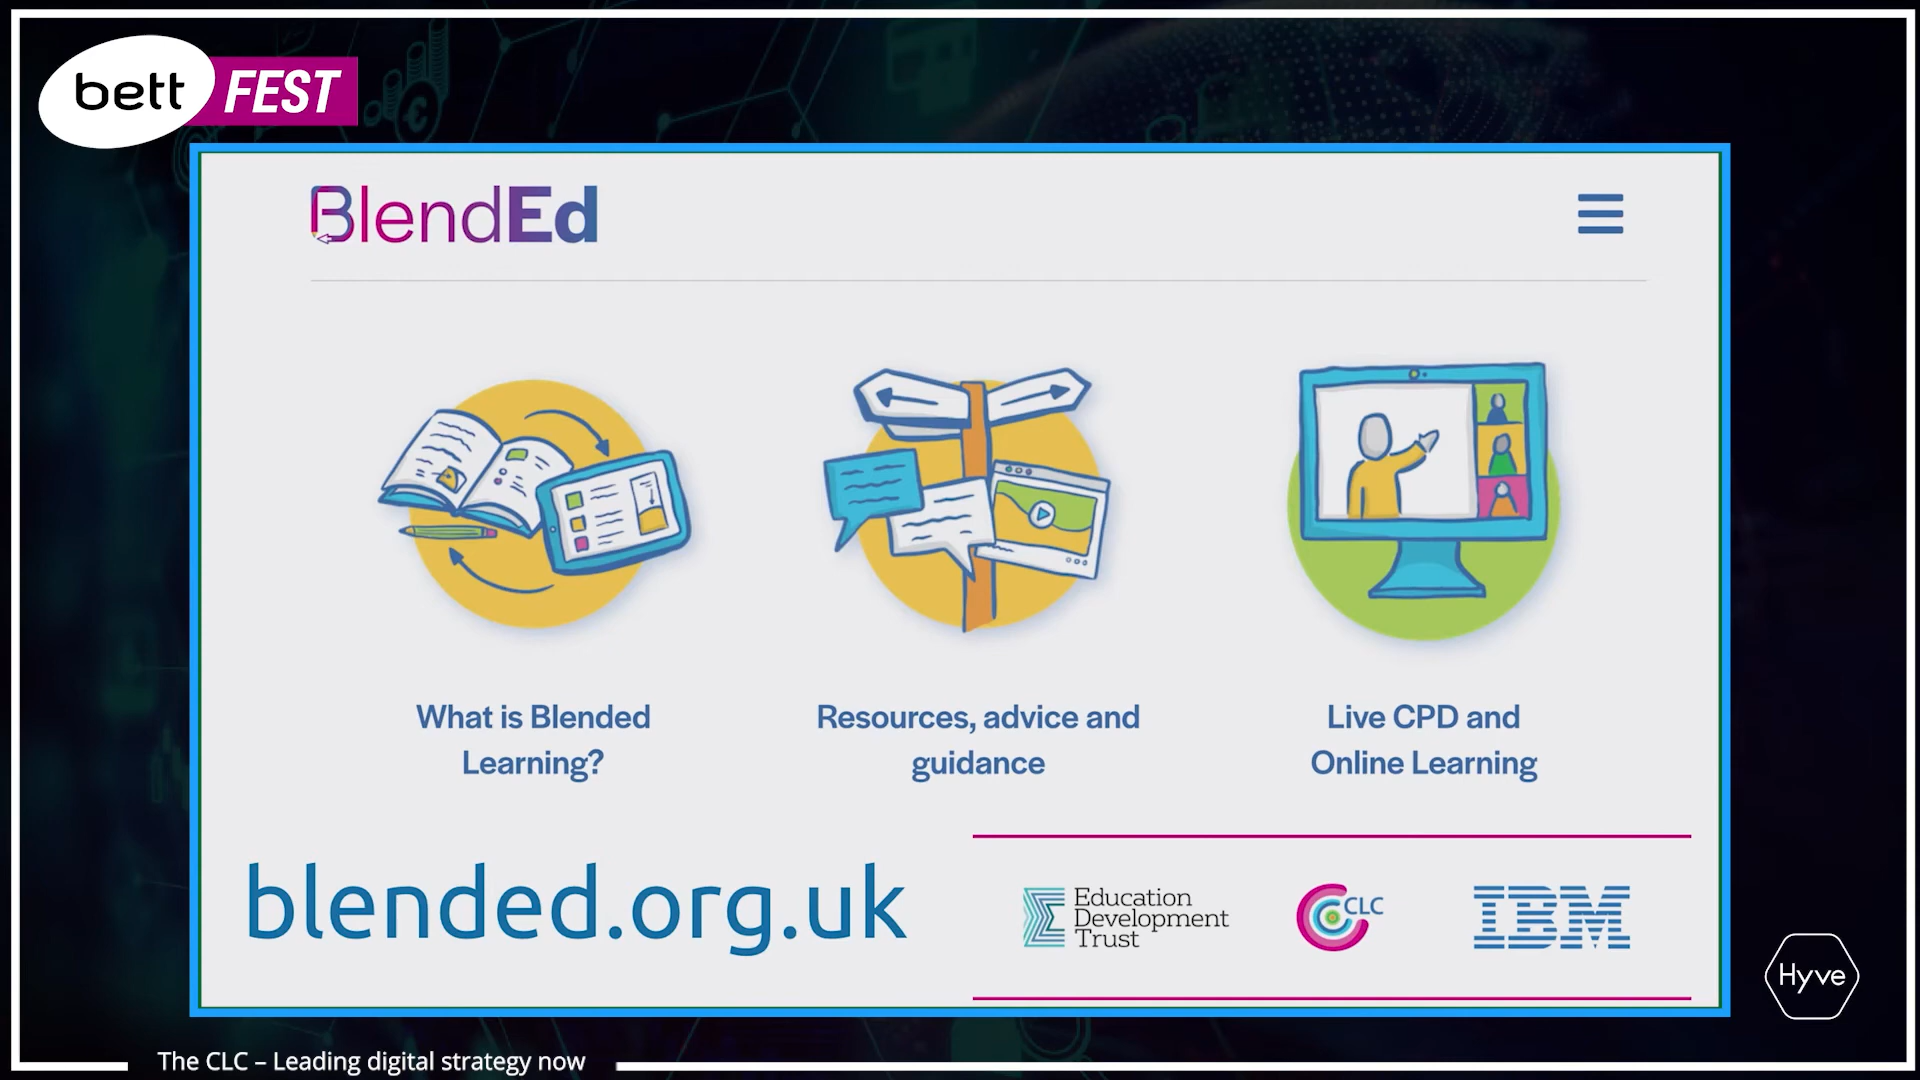 bett FEST
BlendEd
What is Blended
Learning?
Resources, advice and
guidance
Live CPD and
Online Learning
blended.org.uk
Education
Development
Trust
CLC
IBM
Hyve
The CLC – Leading digital strategy now